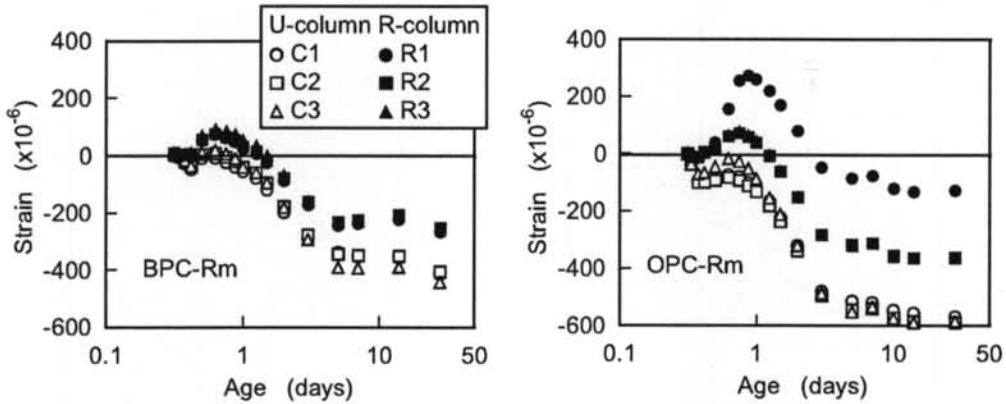 U-column R-column
C1 R1
C2 R2
C3 R3
400
200
0
-200
-400
-600
Strain (x10-6)
BPC-Rm
0.1 1 10 50
Age (days)
400
200
0
-200
-400
-600
Strain (x10-6)
OPC-Rm
0.1 1 10 50
Age (days)